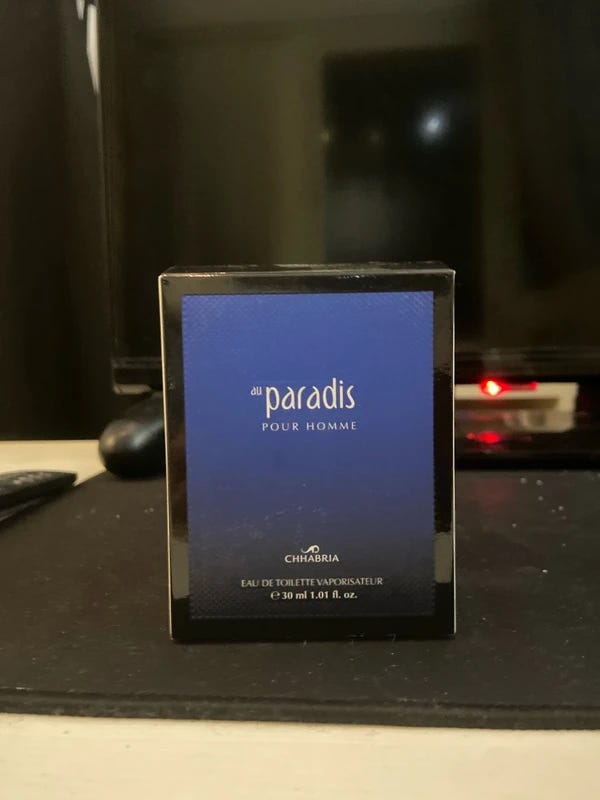 au paradis
POUR HOMME
CHHABRIA
EAU DE TOILETTE VAPORISATEUR
℮ 30 ml 1.01 fl. oz.